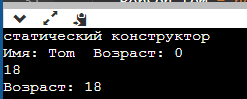 статический конструктор
Имя: Tom  Возраст: 0
18
Возраст: 18